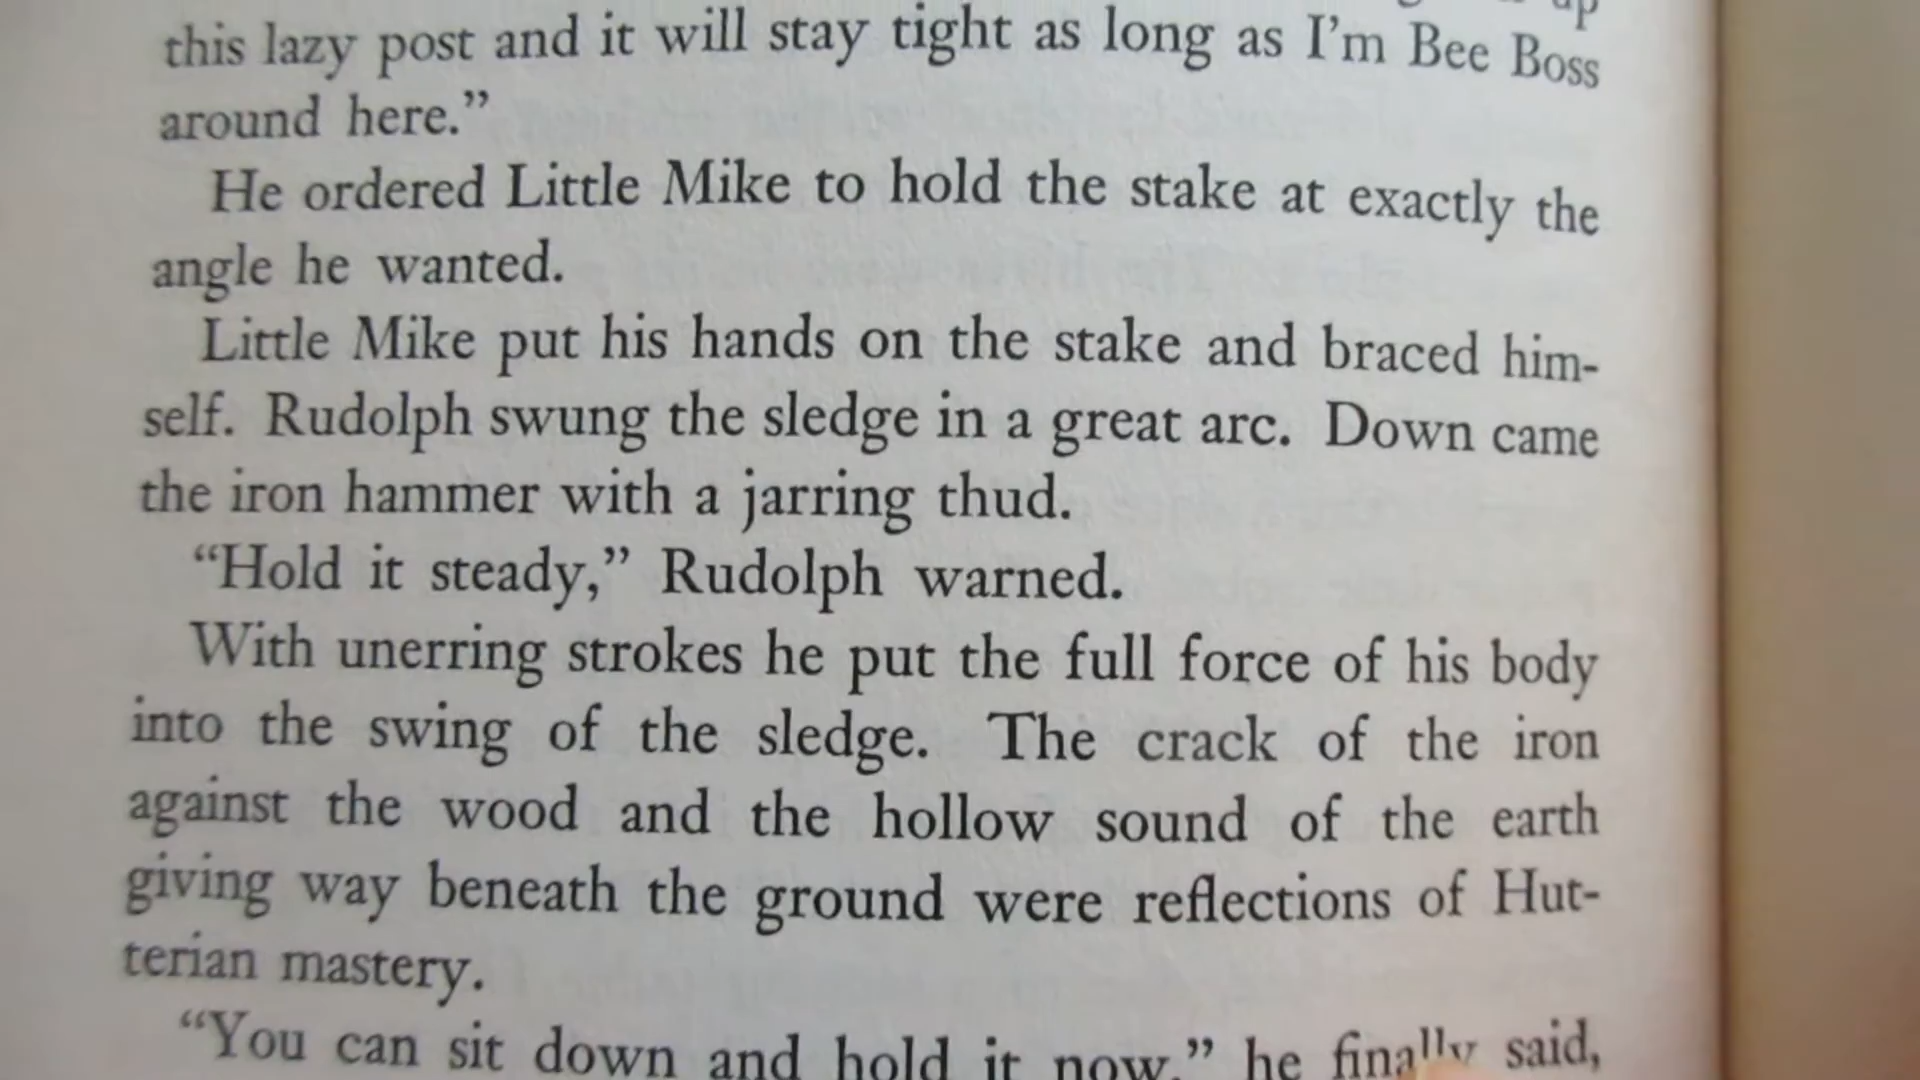 up
this lazy post and it will stay tight as long as I'm Bee Boss
around here.”
He ordered Little Mike to hold the stake at exactly the
angle he wanted.
Little Mike put his hands on the stake and braced him-
self. Rudolph swung the sledge in a great arc. Down came
the iron hammer with a jarring thud.
“Hold it steady,” Rudolph warned.
With unerring strokes he put the full force of his body
into the swing of the sledge. The crack of the iron
against the wood and the hollow sound of the earth
giving way beneath the ground were reflections of Hut-
terian mastery.
“You can sit down and hold it now,” he finally said,